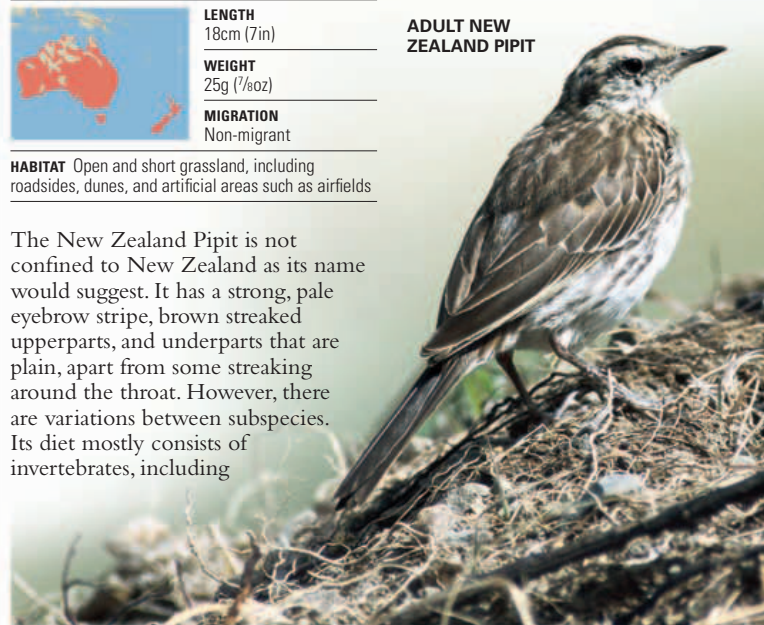 LENGTH
18cm (7in)
WEIGHT
25g (⅞oz)
MIGRATION
Non-migrant
HABITAT Open and short grassland, including
roadsides, dunes, and artificial areas such as airfields
The New Zealand Pipit is not
confined to New Zealand as its name
would suggest. It has a strong, pale
eyebrow stripe, brown streaked
upperparts, and underparts that are
plain, apart from some streaking
around the throat. However, there
are variations between subspecies.
Its diet mostly consists of
invertebrates, including
ADULT NEW
ZEALAND PIPIT